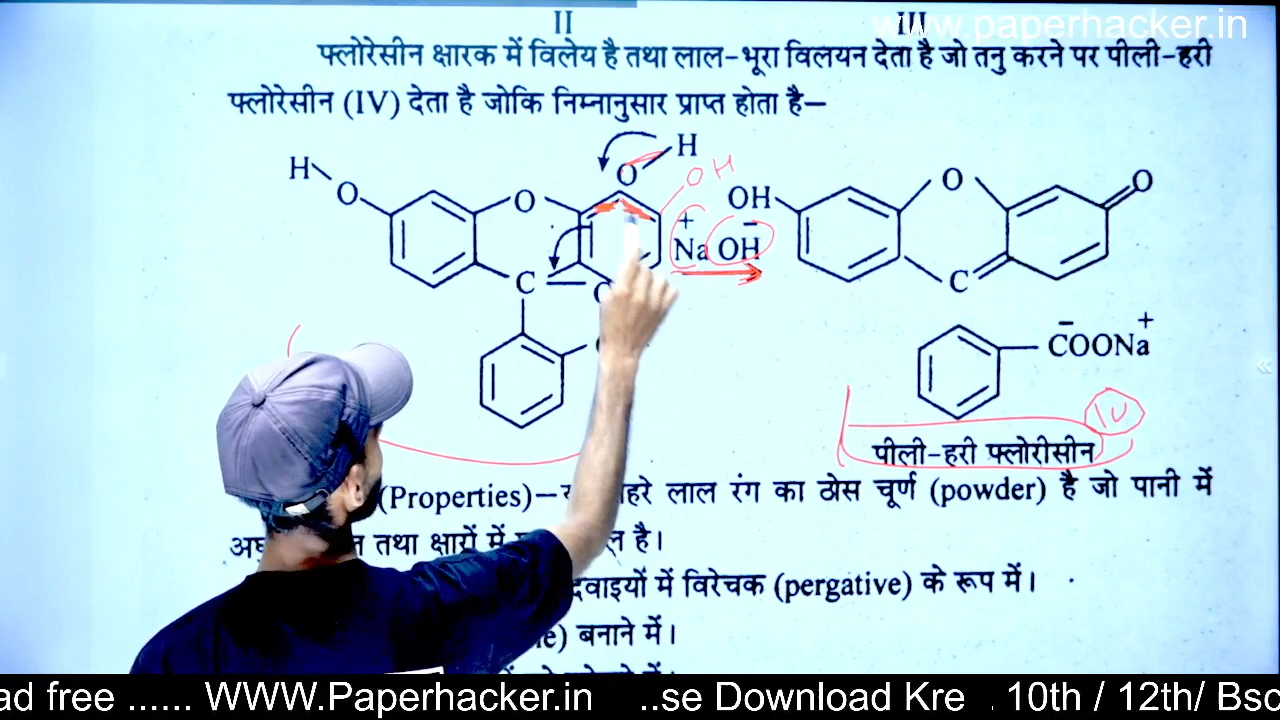 www.paperhacker.in
II III
फ्लोरेसीन क्षारक में विलेय है तथा लाल-भूरा विलयन देता है जो तनु करने पर पीली-हरी
फ्लोरेसीन (IV) देता है जोकि निम्नानुसार प्राप्त होता है—
H O O O H OH
C
+ -
Na OH
OH O O
C
- +
COONa
IV
पीली-हरी फ्लोरीसीन
(Properties)— लाल रंग का ठोस चूर्ण (powder) है जो पानी में
तथा क्षारों में है।
दवाइयों में विरेचक (pergative) के रूप में।
बनाने में।
ad free ...... WWW.Paperhacker.in ..se Download Kre . 10th / 12th/ Bsc